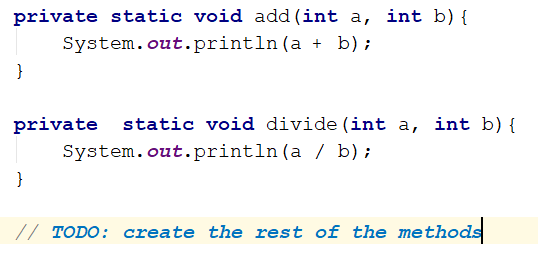 private static void add(int a, int b){
System.out.println(a + b);
}
private  static void divide(int a, int b){
System.out.println(a / b);
}
// TODO: create the rest of the methods